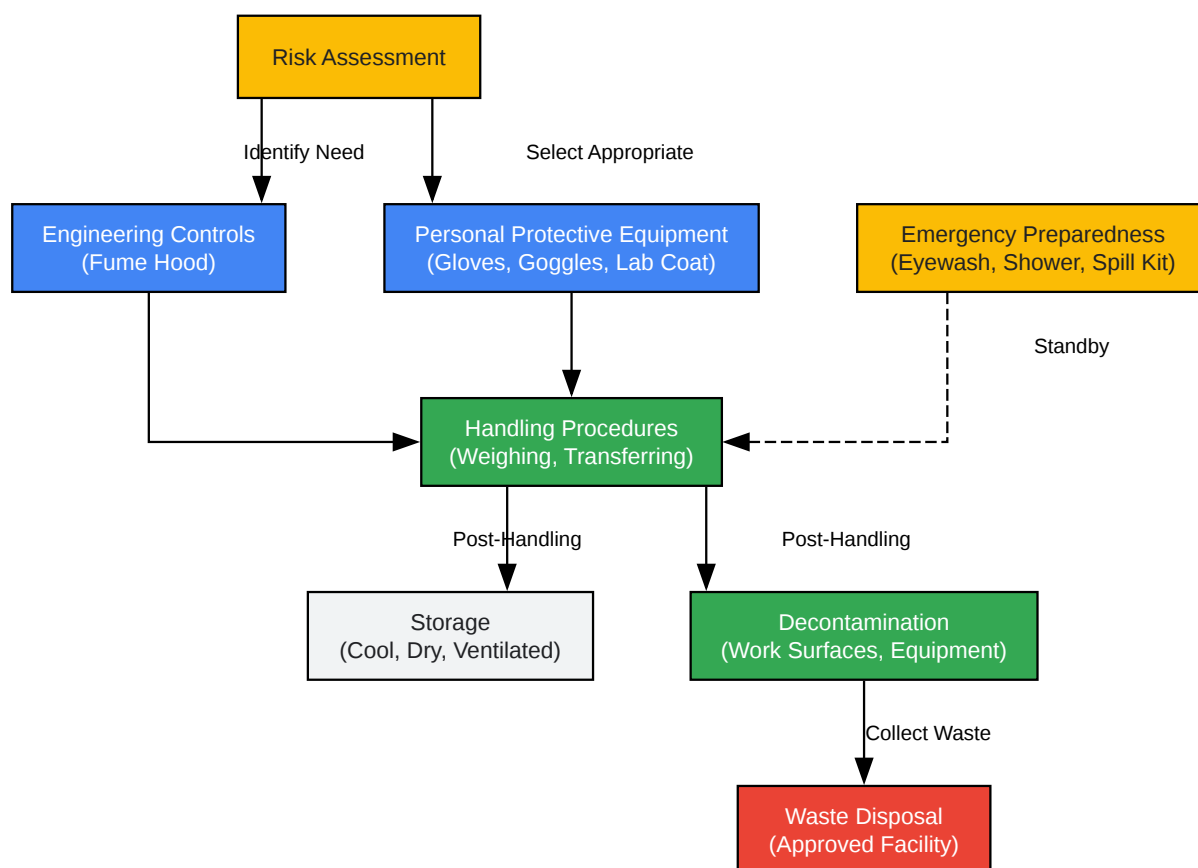 Risk Assessment
Identify Need
Select Appropriate
Engineering Controls
(Fume Hood)
Personal Protective Equipment
(Gloves, Goggles, Lab Coat)
Emergency Preparedness
(Eyewash, Shower, Spill Kit)
Standby
Handling Procedures
(Weighing, Transferring)
Post-Handling
Post-Handling
Storage
(Cool, Dry, Ventilated)
Decontamination
(Work Surfaces, Equipment)
Collect Waste
Waste Disposal
(Approved Facility)